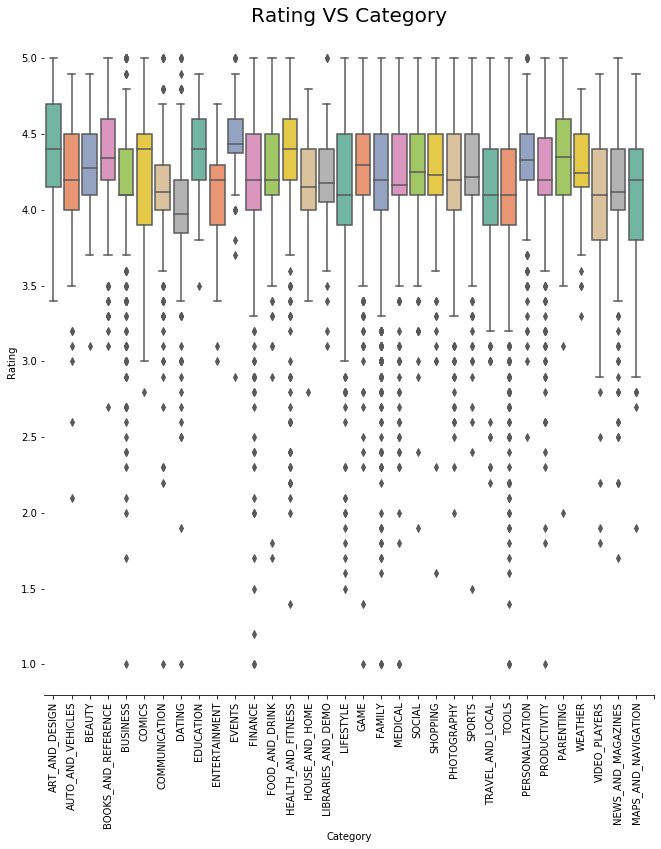 Rating VS Category
5.0
4.5
4.0
3.5
3.0
2.5
2.0
1.5
1.0
Rating
ART_AND_DESIGN
AUTO_AND_VEHICLES
BEAUTY
BOOKS_AND_REFERENCE
BUSINESS
COMICS
COMMUNICATION
DATING
EDUCATION
ENTERTAINMENT
EVENTS
FINANCE
FOOD_AND_DRINK
HEALTH_AND_FITNESS
HOUSE_AND_HOME
LIBRARIES_AND_DEMO
LIFESTYLE
GAME
FAMILY
MEDICAL
SOCIAL
SHOPPING
PHOTOGRAPHY
SPORTS
TRAVEL_AND_LOCAL
TOOLS
PERSONALIZATION
PRODUCTIVITY
PARENTING
WEATHER
VIDEO_PLAYERS
NEWS_AND_MAGAZINES
MAPS_AND_NAVIGATION
Category